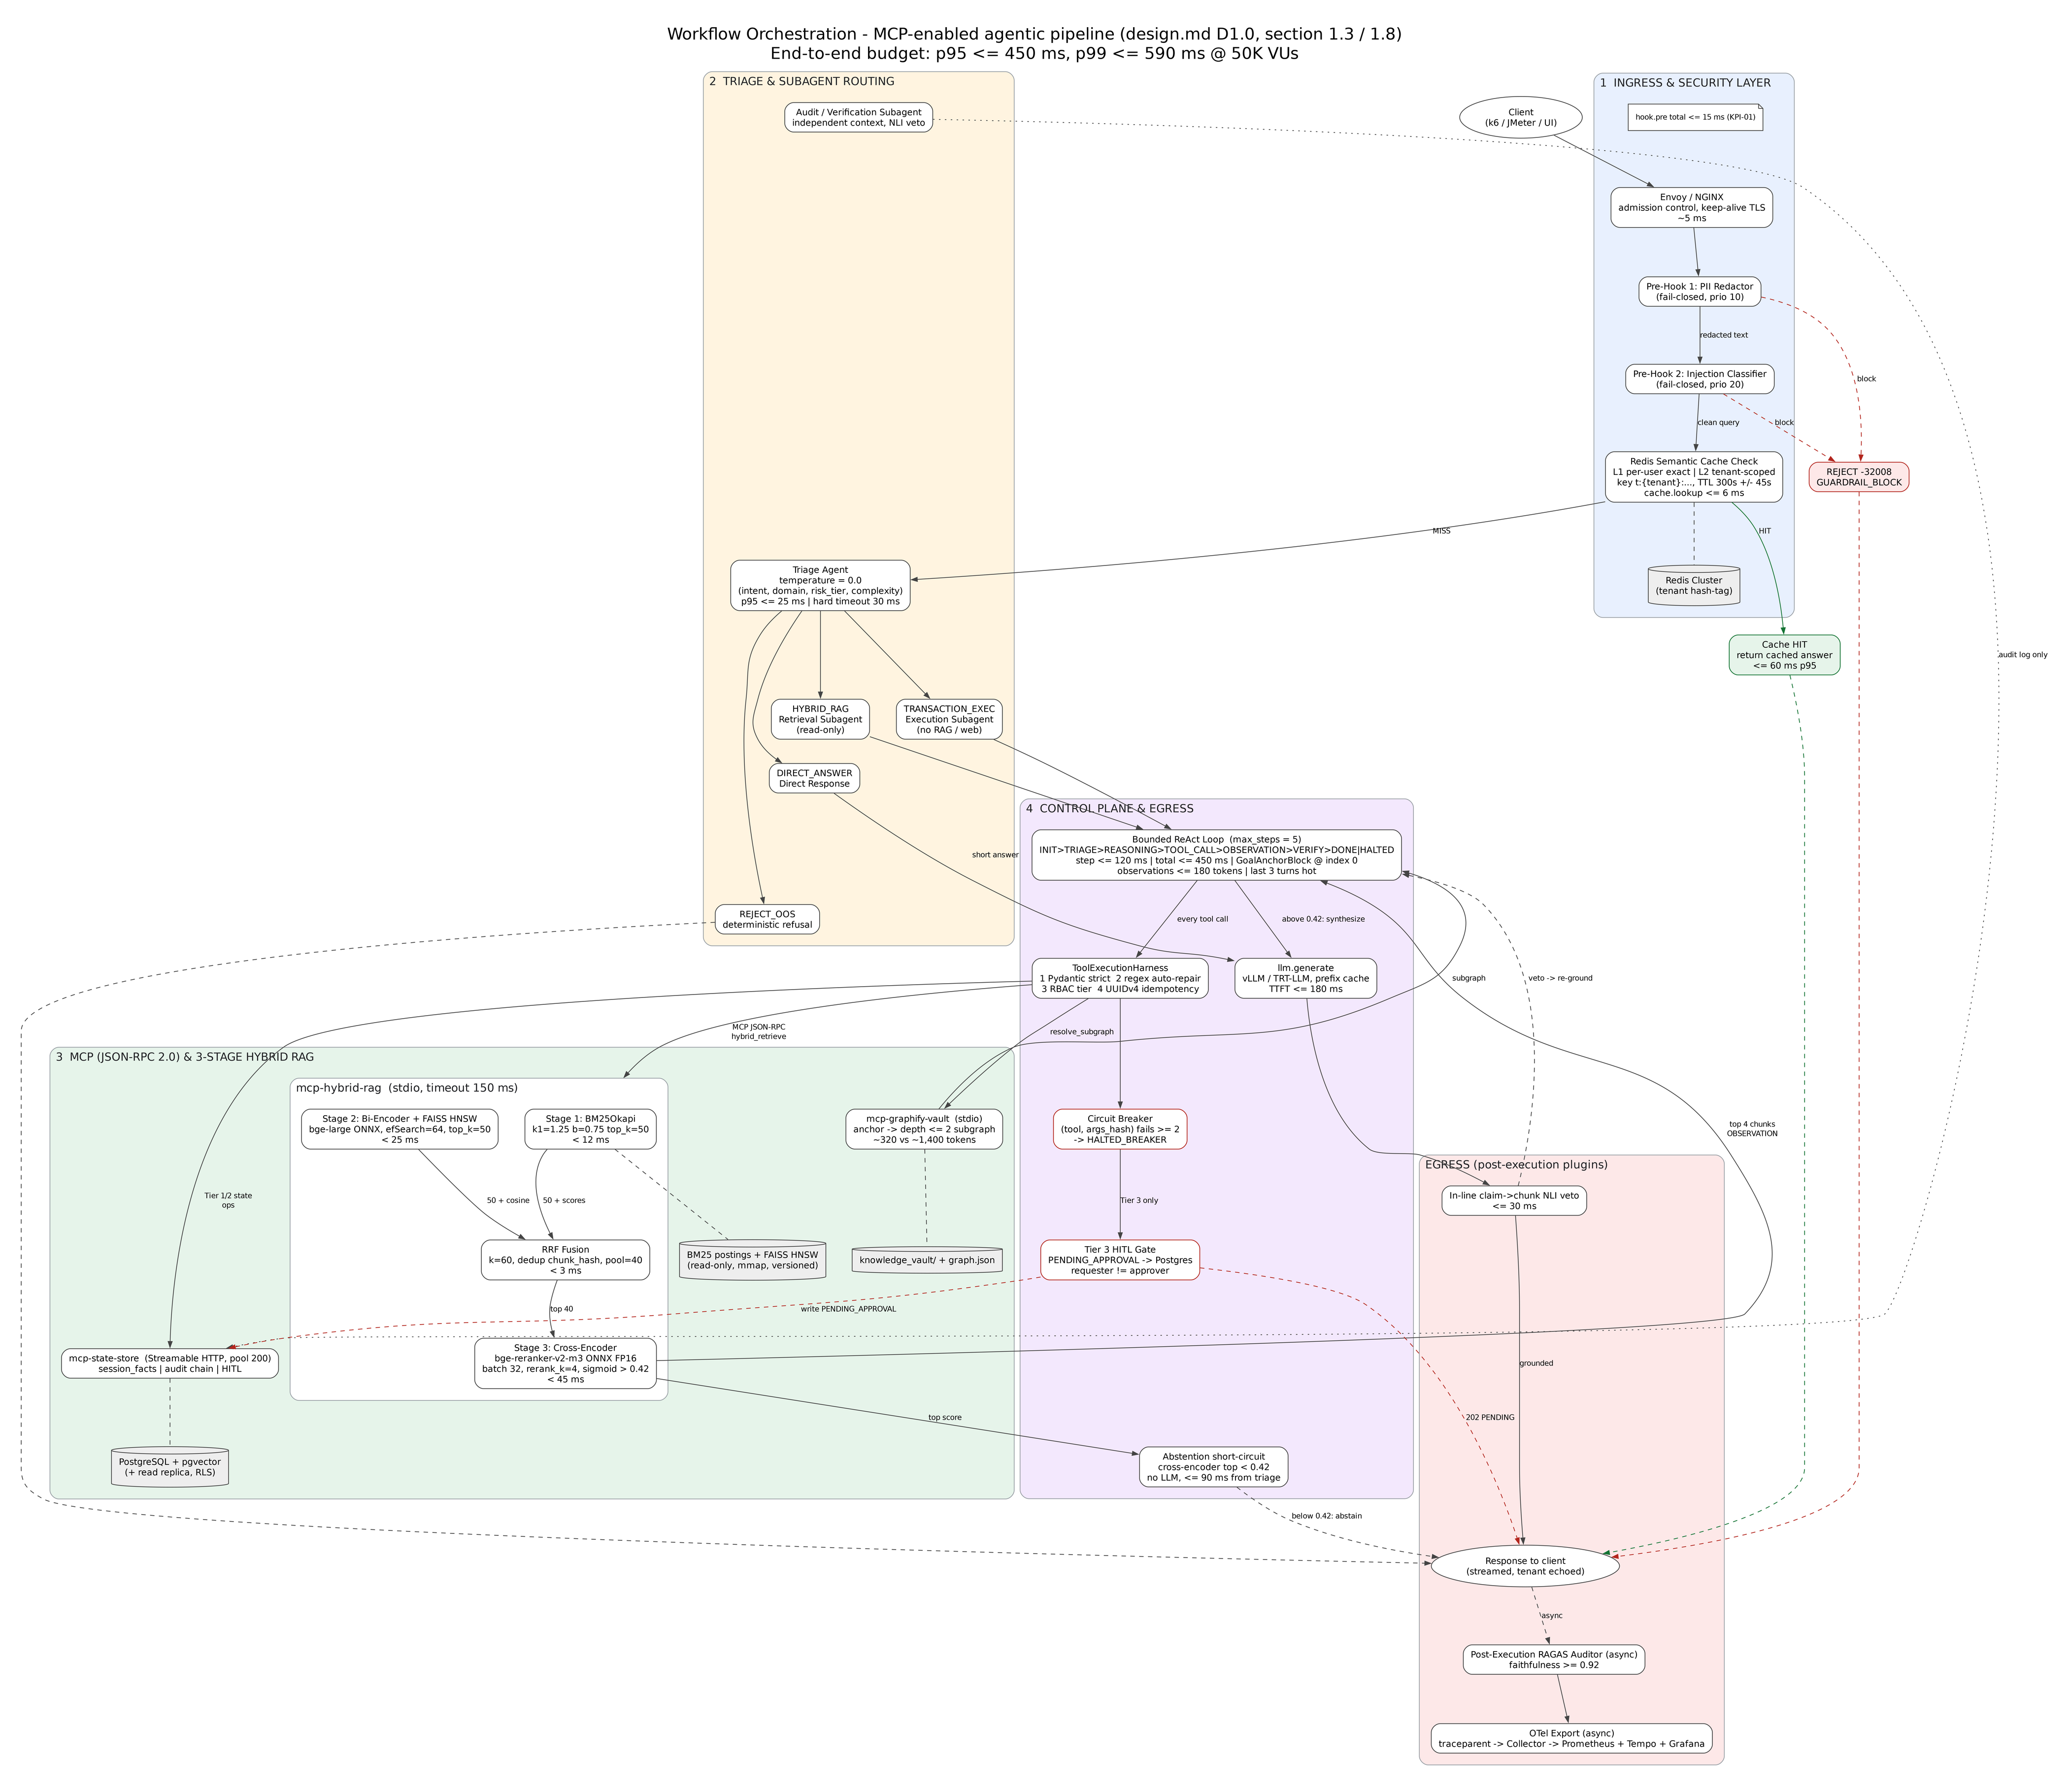 Workflow Orchestration - MCP-enabled agentic pipeline (design.md D1.0, section 1.3 / 1.8)
End-to-end budget: p95 <= 450 ms, p99 <= 590 ms @ 50K VUs
2  TRIAGE & SUBAGENT ROUTING
Audit / Verification Subagent
independent context, NLI veto
Client
(k6 / JMeter / UI)
1  INGRESS & SECURITY LAYER
hook.pre total <= 15 ms (KPI-01)
Envoy / NGINX
admission control, keep-alive TLS
~5 ms
Pre-Hook 1: PII Redactor
(fail-closed, prio 10)
redacted text
block
Pre-Hook 2: Injection Classifier
(fail-closed, prio 20)
clean query
block
Redis Semantic Cache Check
L1 per-user exact | L2 tenant-scoped
key t:{tenant}:..., TTL 300s +/- 45s
cache.lookup <= 6 ms
REJECT -32008
GUARDRAIL_BLOCK
MISS
HIT
Redis Cluster
(tenant hash-tag)
Cache HIT
return cached answer
<= 60 ms p95
audit log only
Triage Agent
temperature = 0.0
(intent, domain, risk_tier, complexity)
p95 <= 25 ms | hard timeout 30 ms
HYBRID_RAG
Retrieval Subagent
(read-only)
TRANSACTION_EXEC
Execution Subagent
(no RAG / web)
DIRECT_ANSWER
Direct Response
short answer
REJECT_OOS
deterministic refusal
4  CONTROL PLANE & EGRESS
Bounded ReAct Loop  (max_steps = 5)
INIT>TRIAGE>REASONING>TOOL_CALL>OBSERVATION>VERIFY>DONE|HALTED
step <= 120 ms | total <= 450 ms | GoalAnchorBlock @ index 0
observations <= 180 tokens | last 3 turns hot
every tool call
above 0.42: synthesize
ToolExecutionHarness
1 Pydantic strict  2 regex auto-repair
3 RBAC tier  4 UUIDv4 idempotency
llm.generate
vLLM / TRT-LLM, prefix cache
TTFT <= 180 ms
subgraph
veto -> re-ground
MCP JSON-RPC
hybrid_retrieve
resolve_subgraph
3  MCP (JSON-RPC 2.0) & 3-STAGE HYBRID RAG
mcp-hybrid-rag  (stdio, timeout 150 ms)
Stage 2: Bi-Encoder + FAISS HNSW
bge-large ONNX, efSearch=64, top_k=50
< 25 ms
Stage 1: BM25Okapi
k1=1.25 b=0.75 top_k=50
< 12 ms
mcp-graphify-vault  (stdio)
anchor -> depth <= 2 subgraph
~320 vs ~1,400 tokens
Circuit Breaker
(tool, args_hash) fails >= 2
-> HALTED_BREAKER
top 4 chunks
OBSERVATION
EGRESS (post-execution plugins)
In-line claim->chunk NLI veto
<= 30 ms
Tier 1/2 state
ops
50 + cosine
50 + scores
Tier 3 only
RRF Fusion
k=60, dedup chunk_hash, pool=40
< 3 ms
BM25 postings + FAISS HNSW
(read-only, mmap, versioned)
knowledge_vault/ + graph.json
Tier 3 HITL Gate
PENDING_APPROVAL -> Postgres
requester != approver
top 40
write PENDING_APPROVAL
mcp-state-store  (Streamable HTTP, pool 200)
session_facts | audit chain | HITL
Stage 3: Cross-Encoder
bge-reranker-v2-m3 ONNX FP16
batch 32, rerank_k=4, sigmoid > 0.42
< 45 ms
grounded
top score
202 PENDING
PostgreSQL + pgvector
(+ read replica, RLS)
Abstention short-circuit
cross-encoder top < 0.42
no LLM, <= 90 ms from triage
below 0.42: abstain
Response to client
(streamed, tenant echoed)
async
Post-Execution RAGAS Auditor (async)
faithfulness >= 0.92
OTel Export (async)
traceparent -> Collector -> Prometheus + Tempo + Grafana